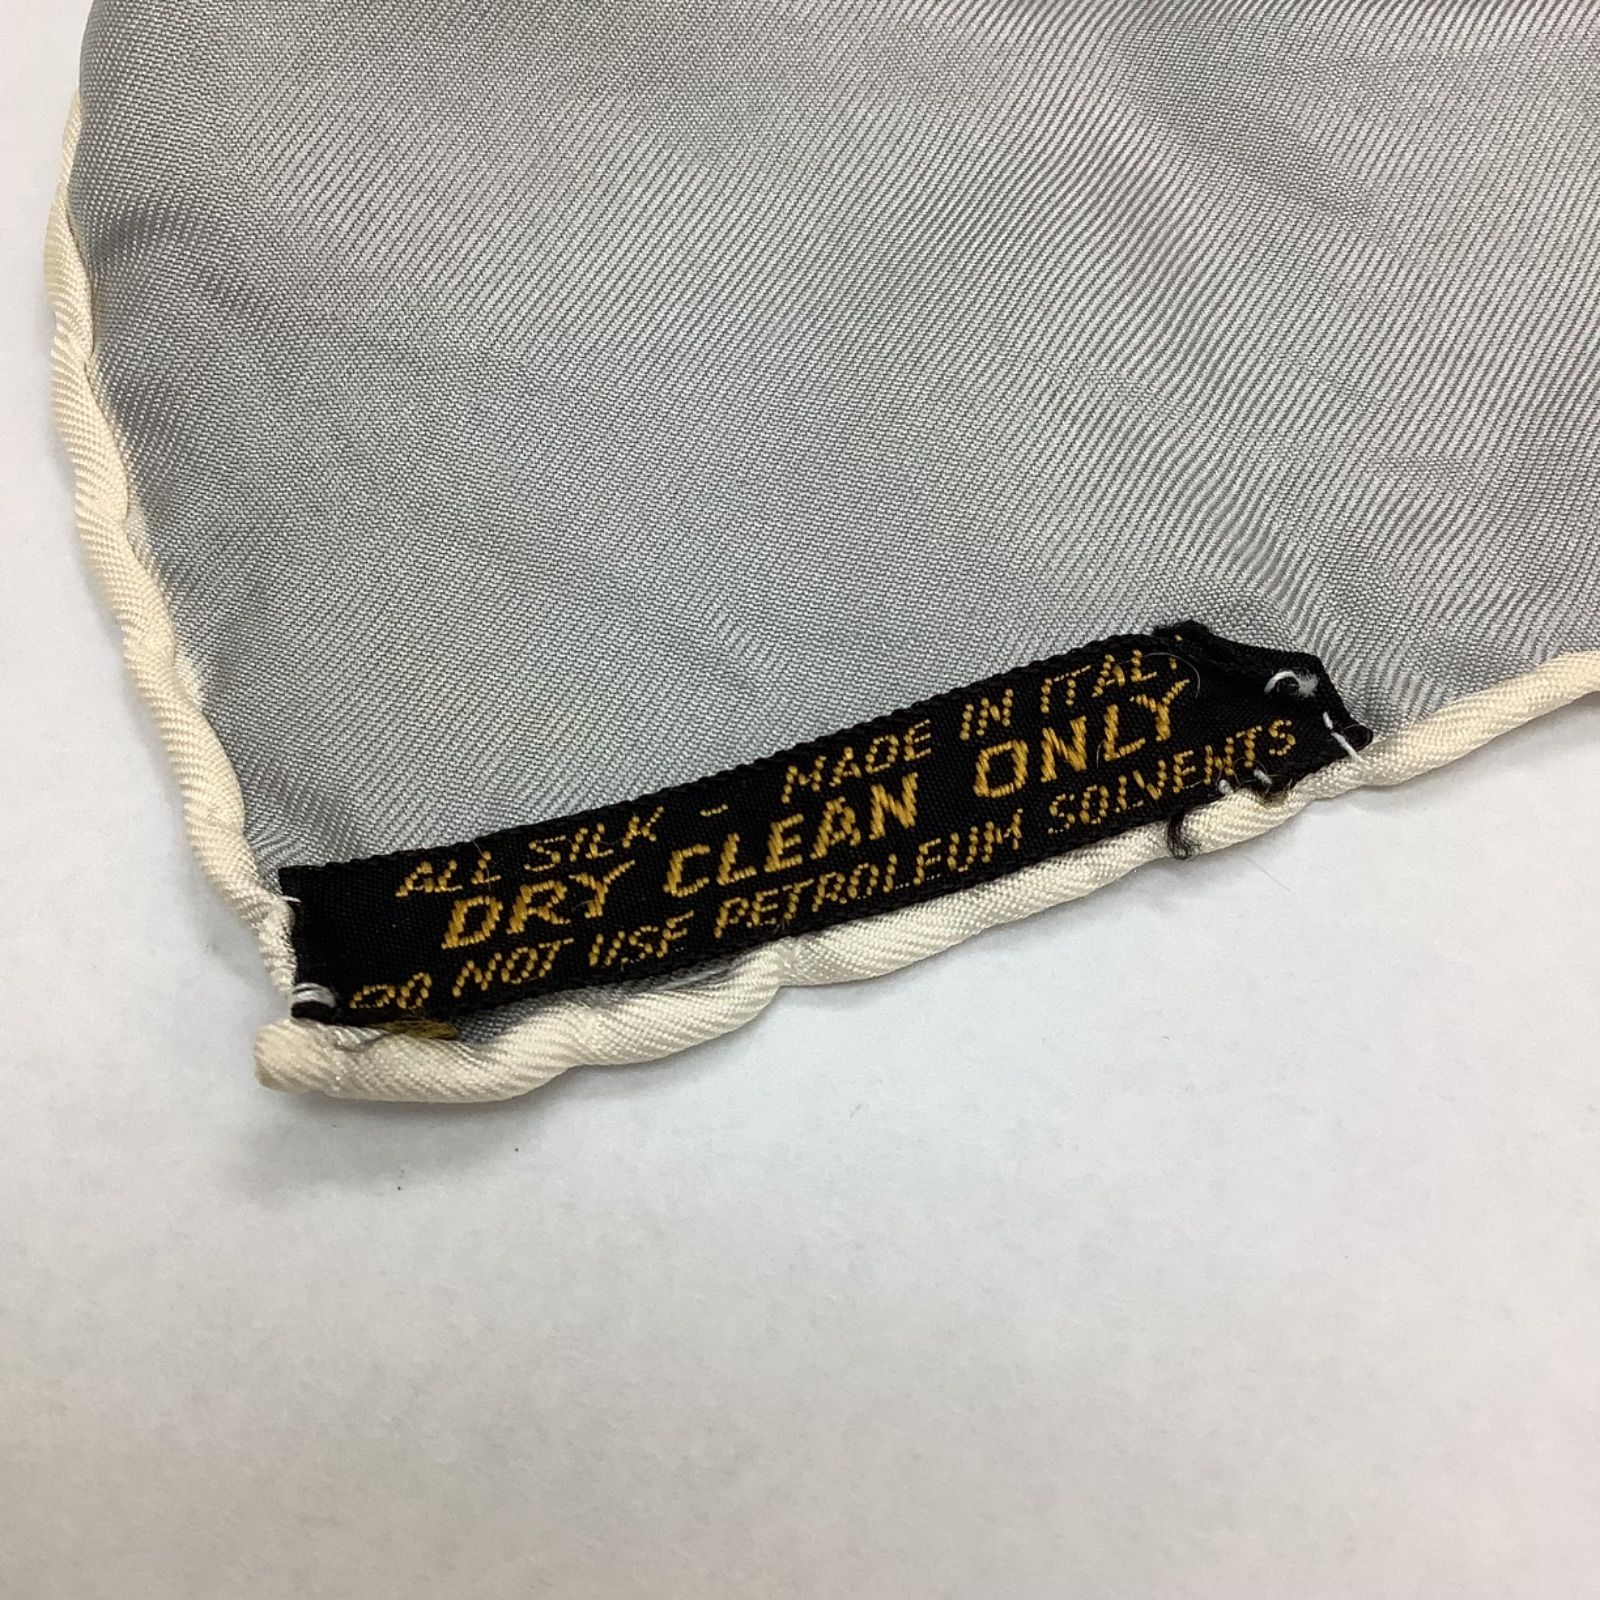 ALL SILK - MADE IN ITALY
DRY CLEAN ONLY
DO NOT USE PETROLEUM SOLVENTS